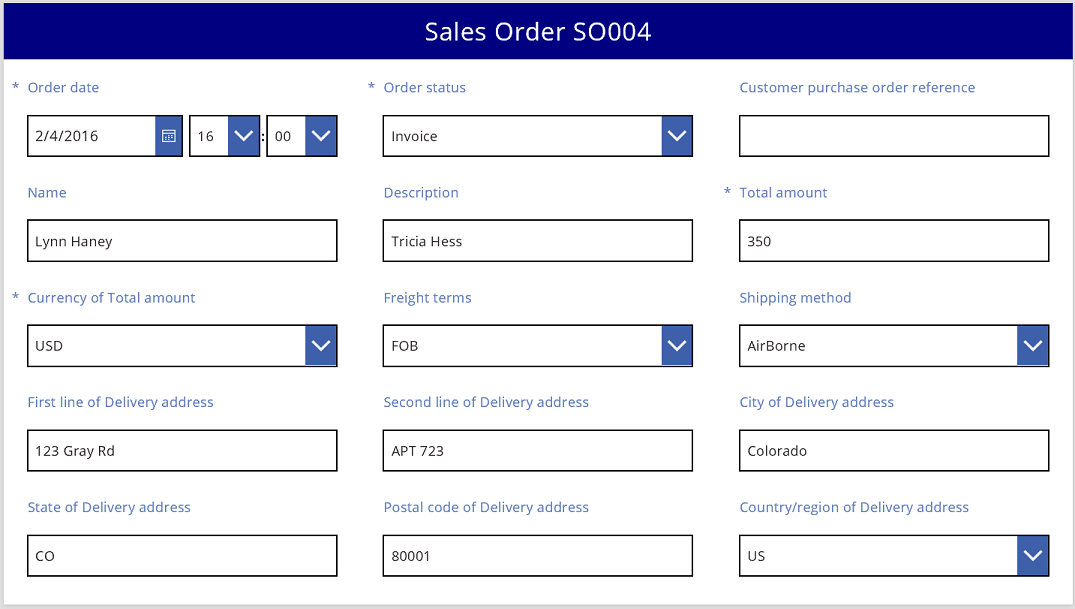 Sales Order SO004
* Order date * Order status Customer purchase order reference
2/4/2016 16 : 00 Invoice
Name Description * Total amount
Lynn Haney Tricia Hess 350
* Currency of Total amount Freight terms Shipping method
USD FOB AirBorne
First line of Delivery address Second line of Delivery address City of Delivery address
123 Gray Rd APT 723 Colorado
State of Delivery address Postal code of Delivery address Country/region of Delivery address
CO 80001 US